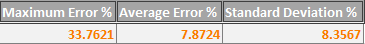 Maximum Error % Average Error % Standard Deviation %
33.7621 7.8724 8.3567